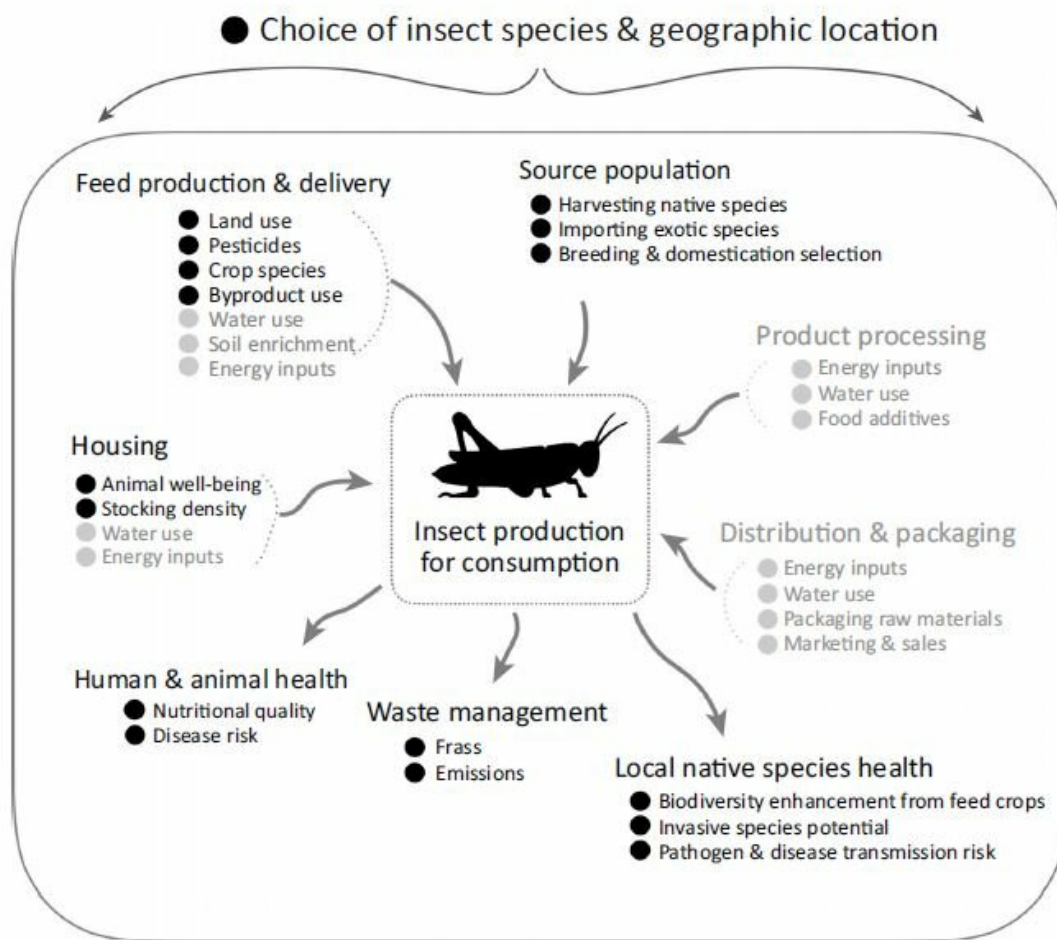 Choice of insect species & geographic location
Feed production & delivery
Land use
Pesticides
Crop species
Byproduct use
Water use
Soil enrichment
Energy inputs
Source population
Harvesting native species
Importing exotic species
Breeding & domestication selection
Product processing
Energy inputs
Water use
Food additives
Housing
Animal well-being
Stocking density
Water use
Energy inputs
Insect production
for consumption
Distribution & packaging
Energy inputs
Water use
Packaging raw materials
Marketing & sales
Human & animal health
Nutritional quality
Disease risk
Waste management
Frass
Emissions
Local native species health
Biodiversity enhancement from feed crops
Invasive species potential
Pathogen & disease transmission risk